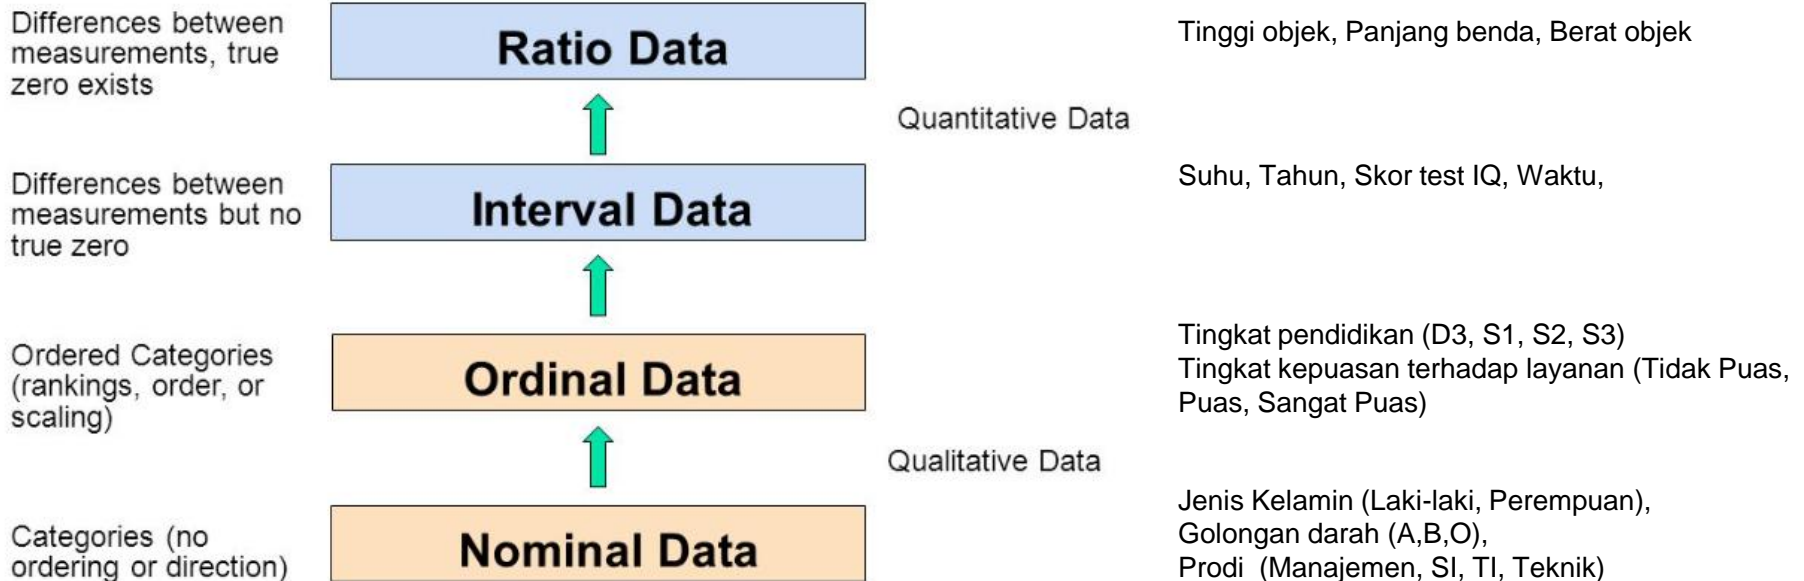 Differences between
measurements, true
zero exists
Ratio Data
Tinggi objek, Panjang benda, Berat objek
Quantitative Data
Differences between
measurements but no
true zero
Interval Data
Suhu, Tahun, Skor test IQ, Waktu,
Ordered Categories
(rankings, order, or
scaling)
Ordinal Data
Tingkat pendidikan (D3, S1, S2, S3)
Tingkat kepuasan terhadap layanan (Tidak Puas,
Puas, Sangat Puas)
Qualitative Data
Categories (no
ordering or direction)
Nominal Data
Jenis Kelamin (Laki-laki, Perempuan),
Golongan darah (A,B,O),
Prodi (Manajemen, SI, TI, Teknik)